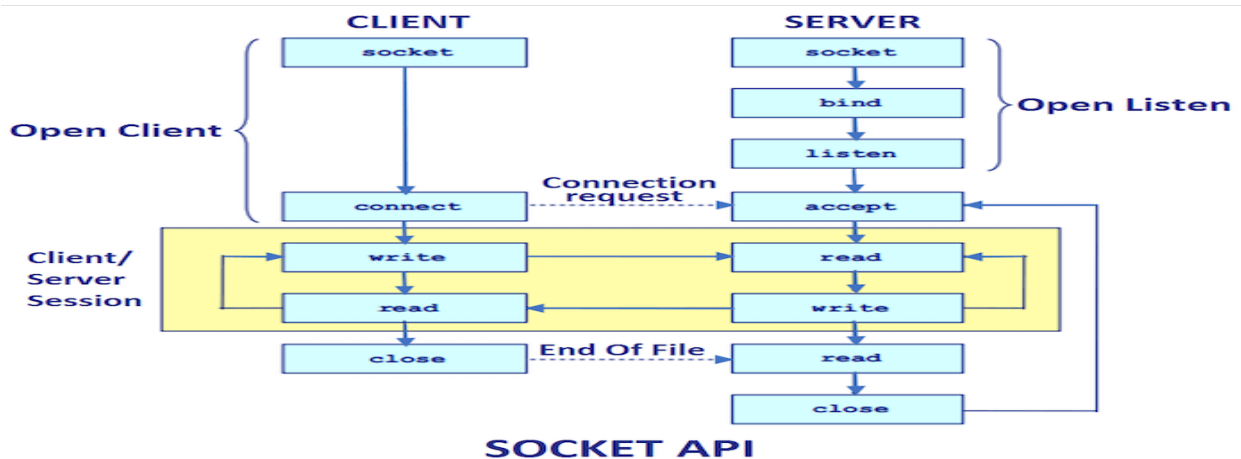 CLIENT
SERVER
socket
socket
bind
Open Client
Open Listen
listen
Connection
request
connect
accept
Client/
Server
Session
write
read
read
write
close
End Of File
read
close
SOCKET API